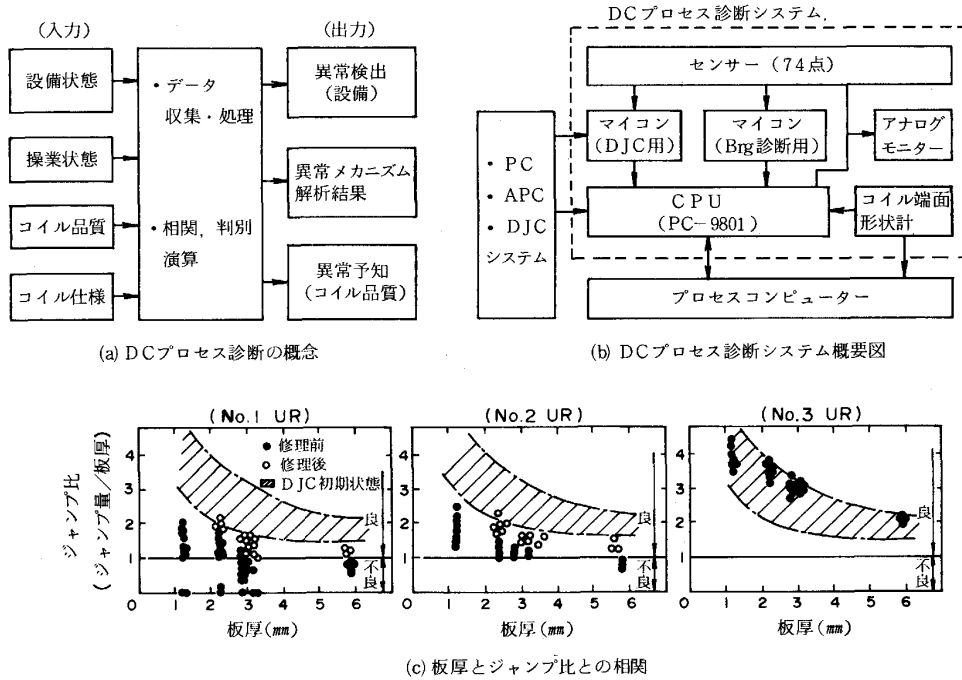 (入力)
設備状態
操業状態
コイル品質
コイル仕様
・データ
収集・処理
・相関,判別
演算
(出力)
異常検出
(設備)
異常メカニズム
解析結果
異常予知
(コイル品質)
(a) DCプロセス診断の概念
DCプロセス診断システム.
センサー(74点)
マイコン
(DJC用)
マイコン
(Brg診断用)
アナログ
モニター
・PC
・APC
・DJC
システム
CPU
(PC-9801)
コイル端面
形状計
プロセスコンピューター
(b) DCプロセス診断システム概要図
ジャンプ比
(ジャンプ量/板厚)
(No.1 UR)
● 修理前
○ 修理後
DJC初期状態
4
3
2
1
0
1 2 3 4 5 6
良
不良
板厚(mm)
(No.2 UR)
0
1 2 3 4 5 6
良
不良
板厚(mm)
(No.3 UR)
4
3
2
1
0
1 2 3 4 5 6
良
不良
板厚(mm)
(c) 板厚とジャンプ比との相関